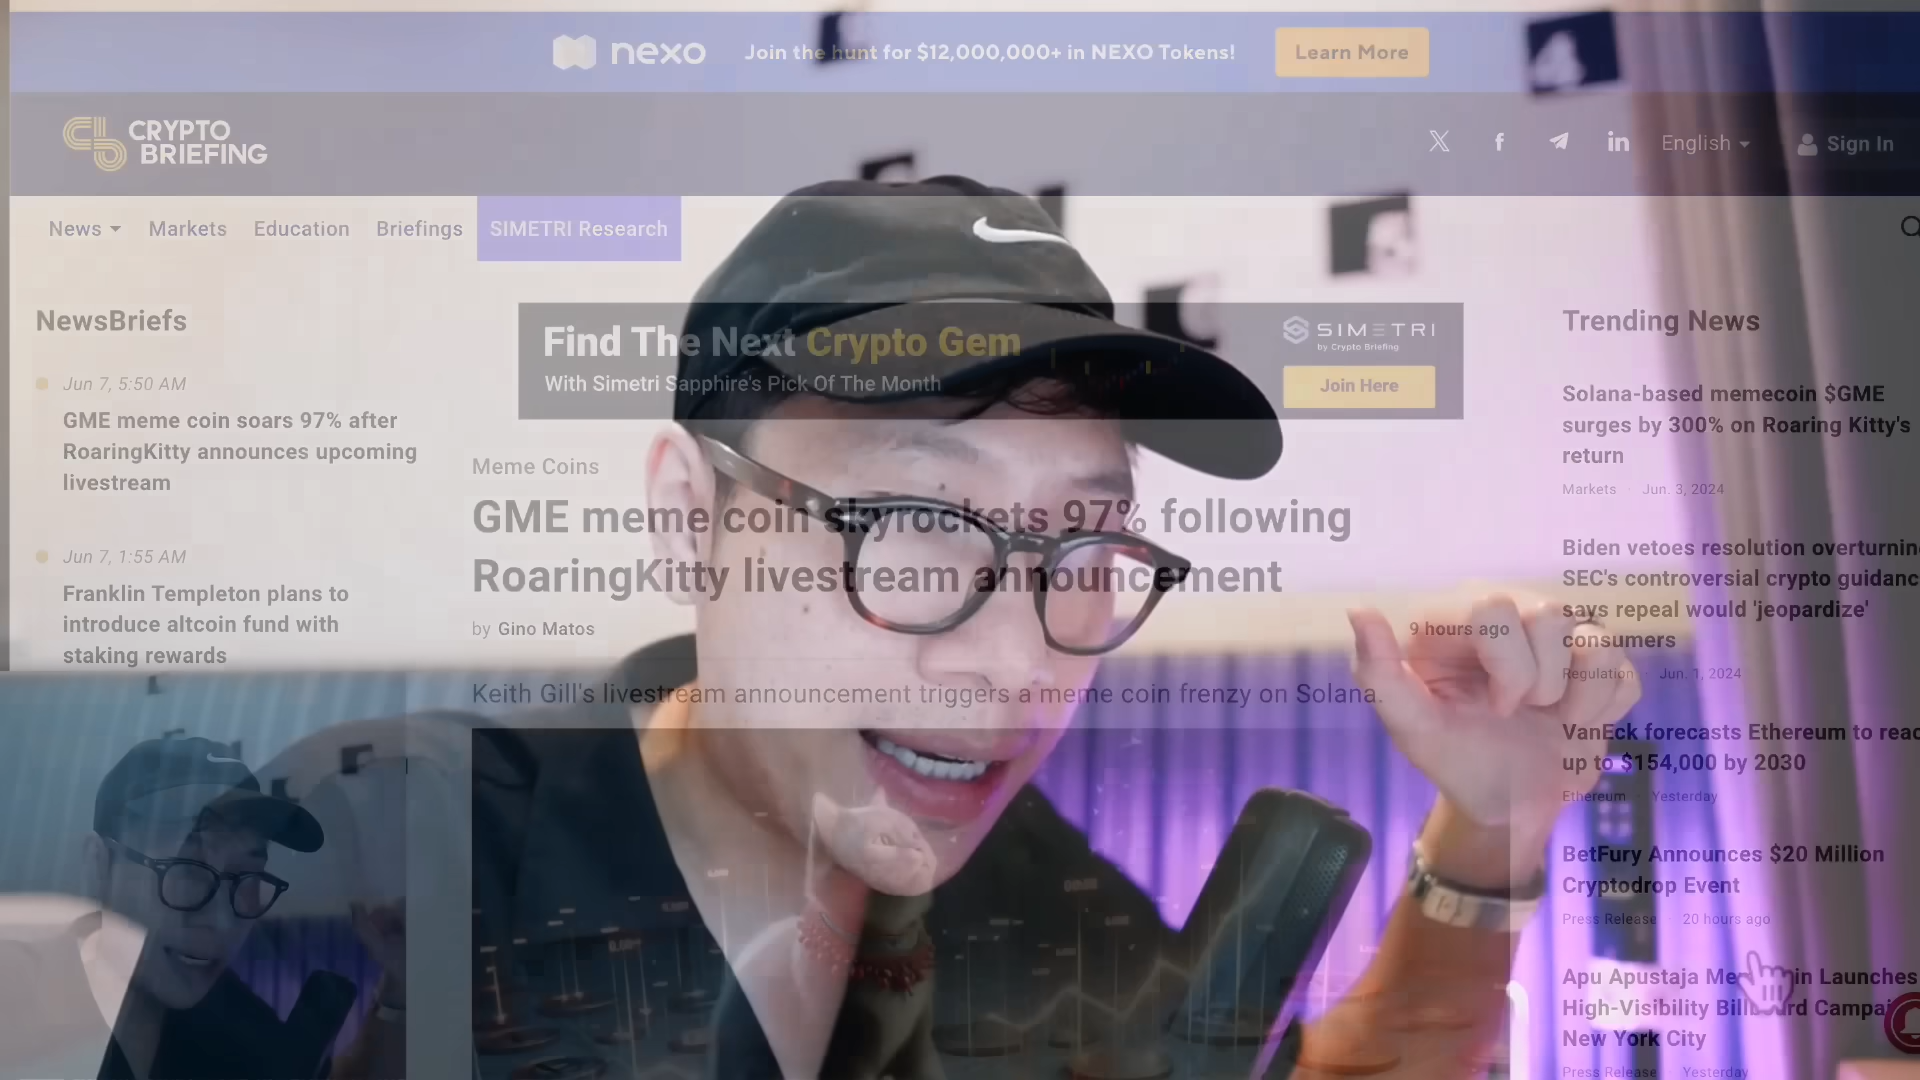 nexo
Join the hunt for $12,000,000+ in NEXO Tokens!
Learn More
CRYPTO
BRIEFING
English
Sign In
News
Markets
Education
Briefings
SIMETRI Research
NewsBriefs
Jun 7, 5:50 AM
GME meme coin soars 97% after
RoaringKitty announces upcoming
livestream
Jun 7, 1:55 AM
Franklin Templeton plans to
introduce altcoin fund with
staking rewards
Find The Next Crypto Gem
With Simetri Sapphire's Pick Of The Month
SIMETRI
by Crypto Briefing
Join Here
Meme Coins
GME meme coin skyrockets 97% following
RoaringKitty livestream announcement
by Gino Matos
9 hours ago
Keith Gill's livestream announcement triggers a meme coin frenzy on Solana.
Trending News
Solana-based memecoin $GME
surges by 300% on Roaring Kitty's
return
Markets · Jun. 3, 2024
Biden vetoes resolution overturnin
SEC's controversial crypto guidanc
says repeal would 'jeopardize'
consumers
Regulation · Jun. 1, 2024
VanEck forecasts Ethereum to reac
up to $154,000 by 2030
Ethereum · Yesterday
BetFury Announces $20 Million
Cryptodrop Event
Press Release · 20 hours ago
Apu Apustaja Me in Launches
High-Visibility Billboard Campai
New York City
Press Release · Yesterday